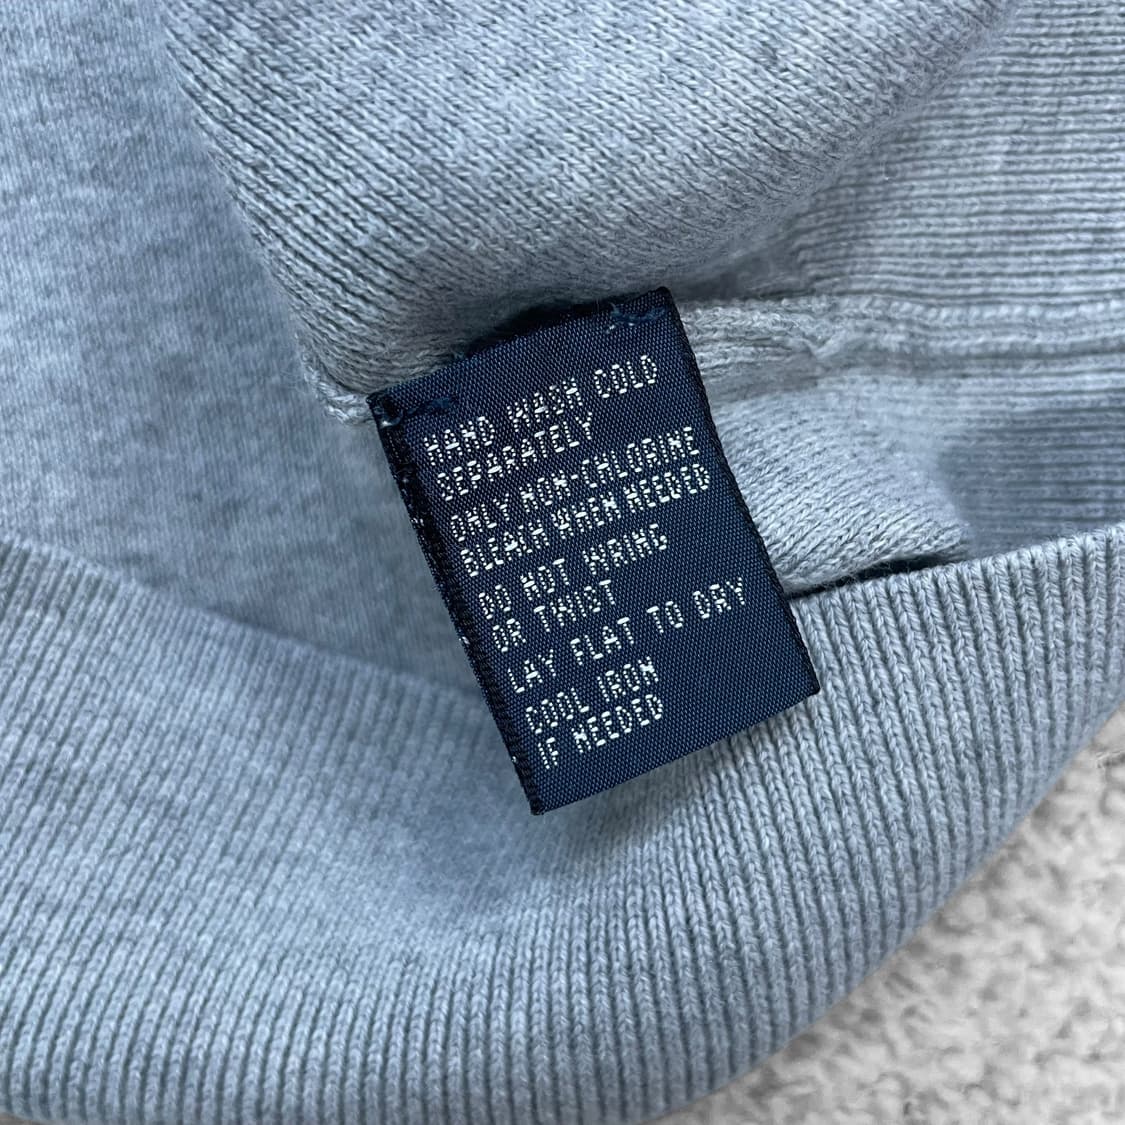 HAND WASH COLD
SEPARATELY
ONLY NON-CHLORINE
BLEACH WHEN NEEDED
DO NOT WRING
OR TWIST
LAY FLAT TO DRY
COOL IRON
IF NEEDED